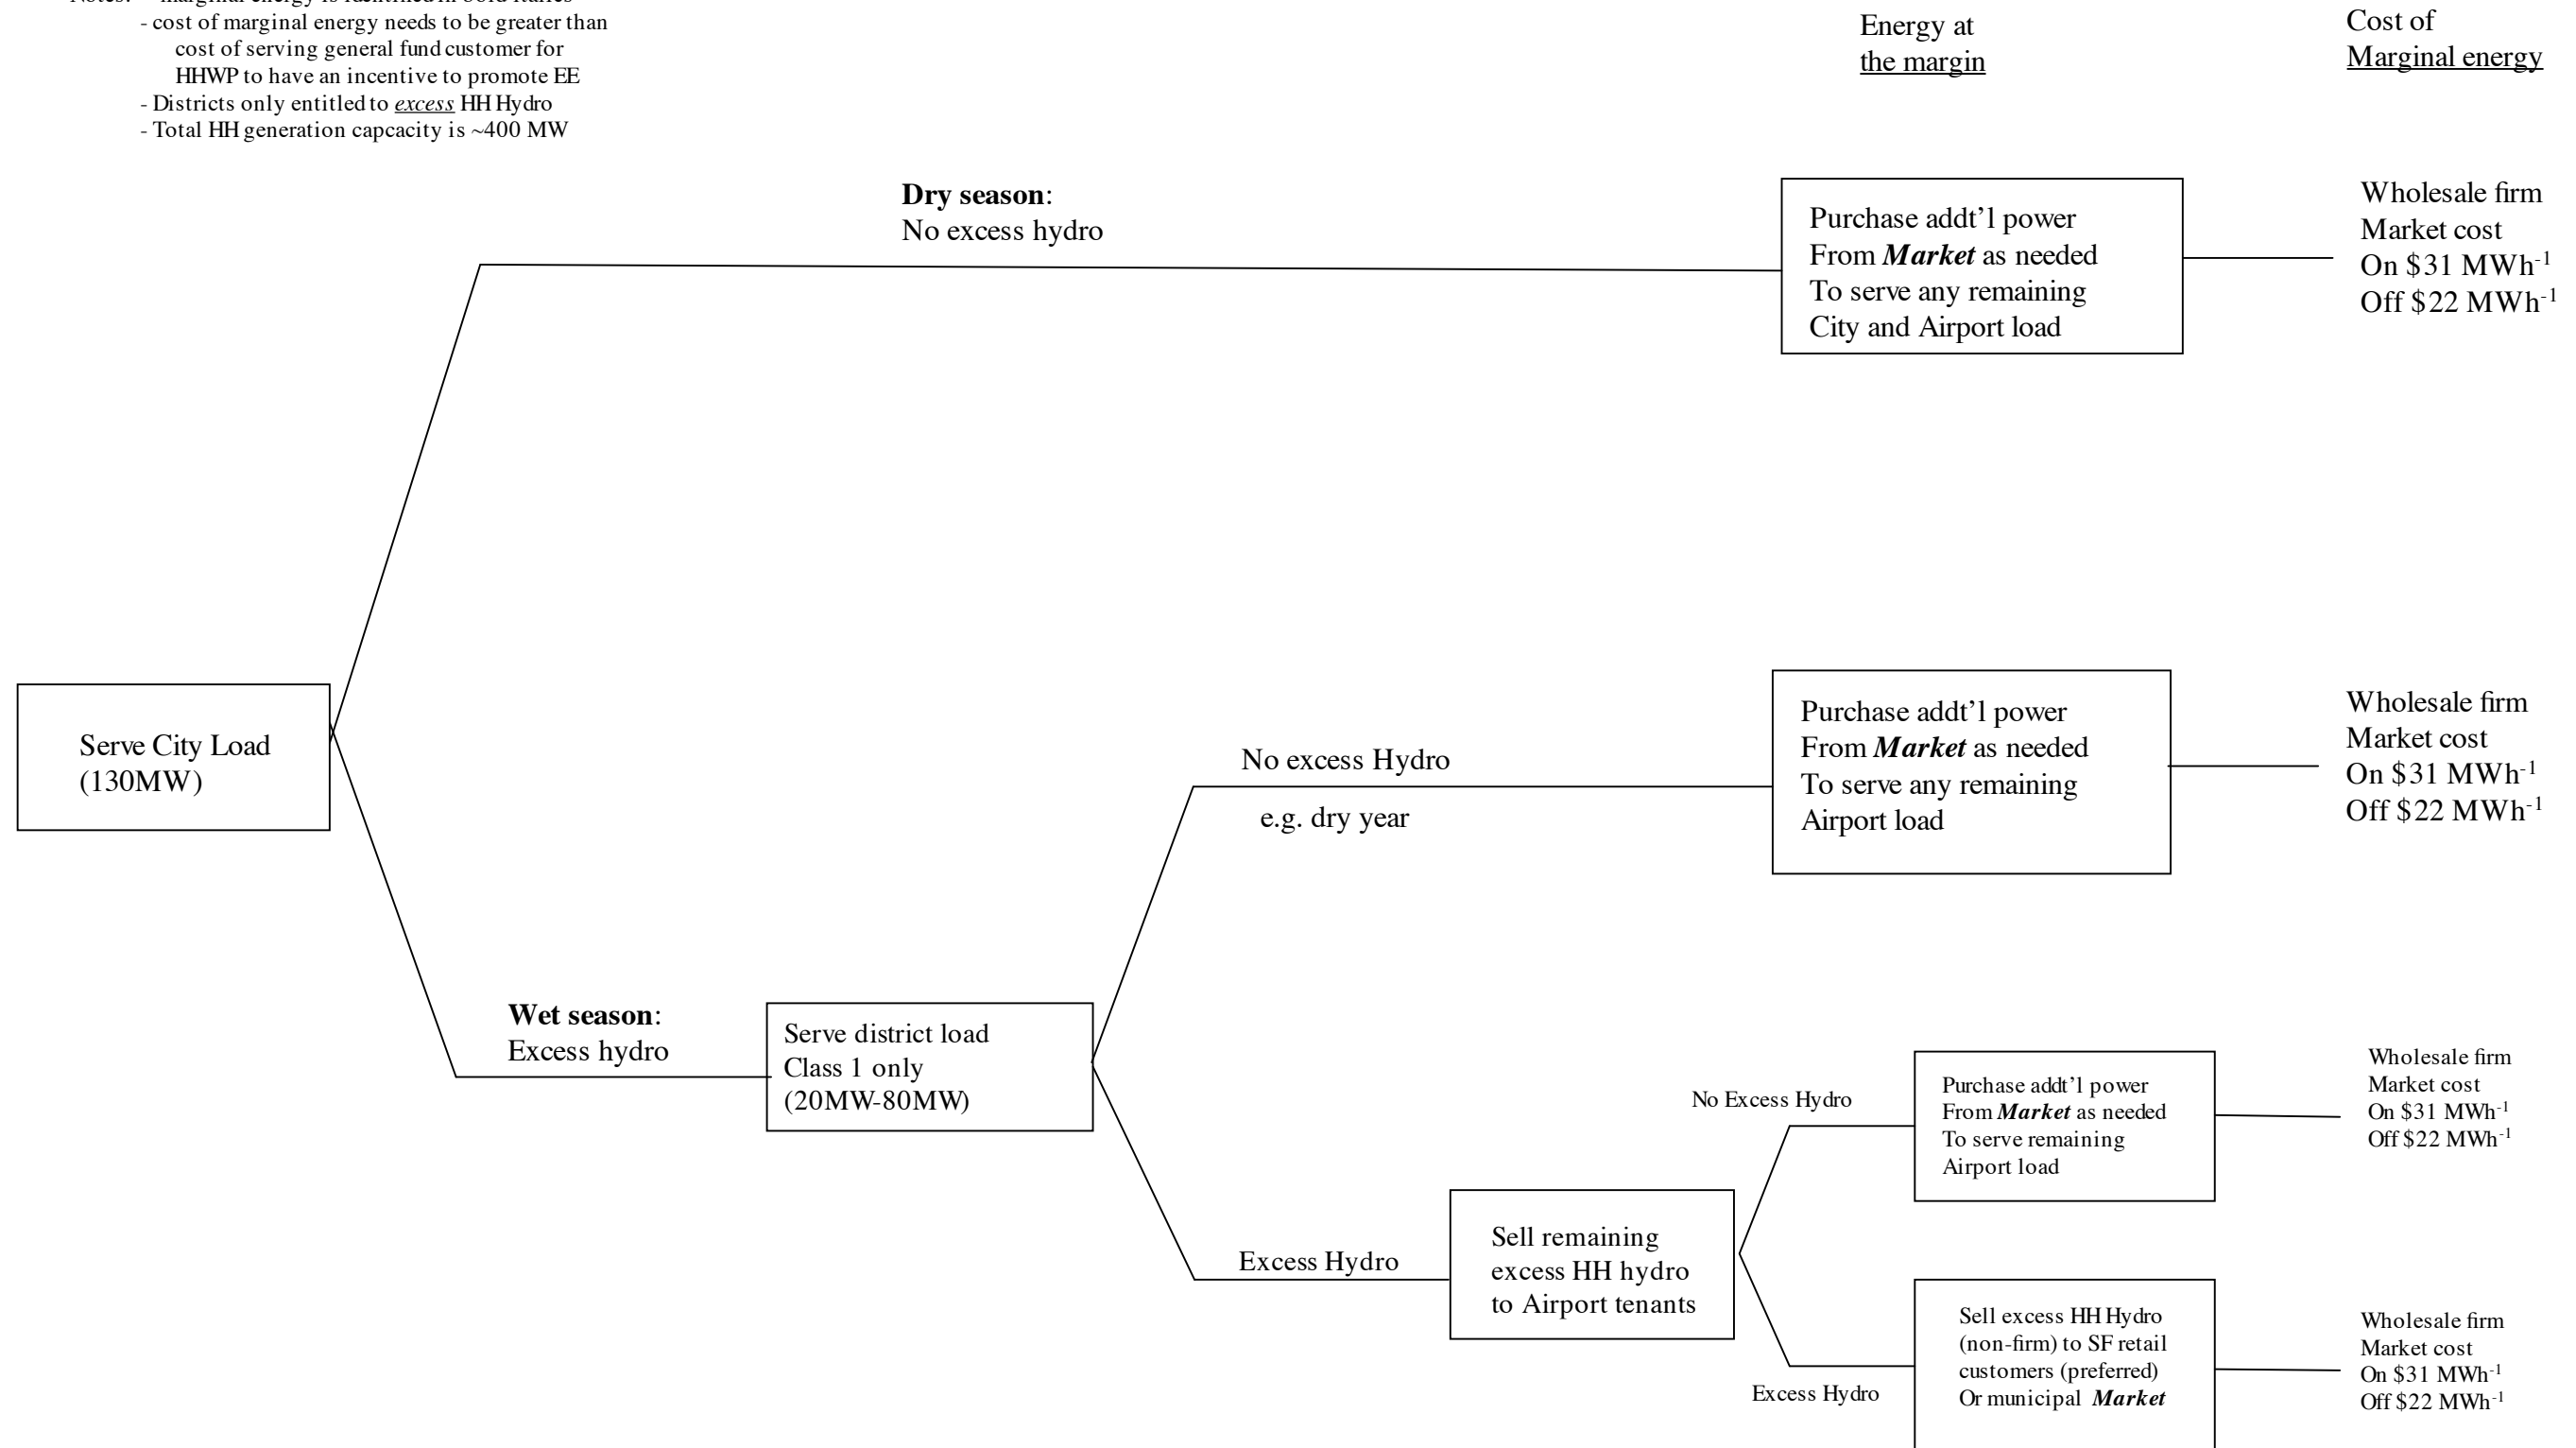 Notes: - marginal energy is identified in bold italics
- cost of marginal energy needs to be greater than
cost of serving general fund customer for
HHWP to have an incentive to promote EE
- Districts only entitled to excess HH Hydro
- Total HH generation capcacity is ~400 MW
Energy at
the margin
Cost of
Marginal energy
Dry season:
No excess hydro
Purchase addt’l power
From Market as needed
To serve any remaining
City and Airport load
Wholesale firm
Market cost
On $31 MWh-1
Off $22 MWh-1
Serve City Load
(130MW)
No excess Hydro
e.g. dry year
Purchase addt’l power
From Market as needed
To serve any remaining
Airport load
Wholesale firm
Market cost
On $31 MWh-1
Off $22 MWh-1
Wet season:
Excess hydro
Serve district load
Class 1 only
(20MW-80MW)
Excess Hydro
Sell remaining
excess HH hydro
to Airport tenants
No Excess Hydro
Purchase addt’l power
From Market as needed
To serve remaining
Airport load
Wholesale firm
Market cost
On $31 MWh-1
Off $22 MWh-1
Excess Hydro
Sell excess HH Hydro
(non-firm) to SF retail
customers (preferred)
Or municipal Market
Wholesale firm
Market cost
On $31 MWh-1
Off $22 MWh-1